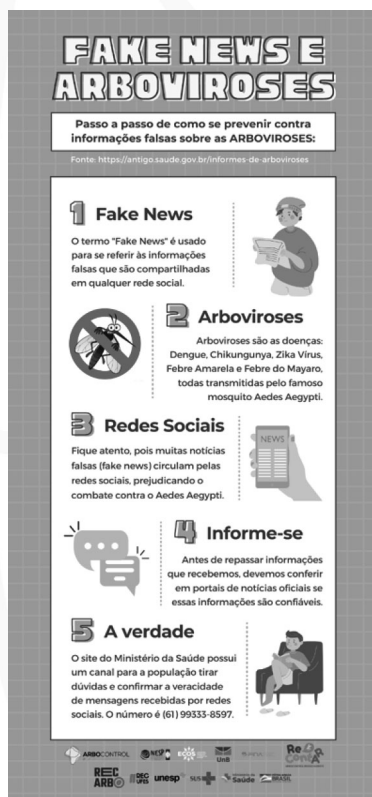 FAKE NEWS E
ARBOVIROSES
Passo a passo de como se prevenir contra
informações falsas sobre as ARBOVIROSES:
Fonte: https://antigo.saude.gov.br/informes-de-arboviroses
1 Fake News
O termo "Fake News" é usado
para se referir às informações
falsas que são compartilhadas
em qualquer rede social.
2 Arboviroses
Arboviroses são as doenças:
Dengue, Chikungunya, Zika Vírus,
Febre Amarela e Febre do Mayaro,
todas transmitidas pelo famoso
mosquito Aedes Aegypti.
3 Redes Sociais
Fique atento, pois muitas notícias
falsas (fake news) circulam pelas
redes sociais, prejudicando o
combate contra o Aedes Aegypti.
NEWS
4 Informe-se
Antes de repassar informações
que recebemos, devemos conferir
em portais de notícias oficiais se
essas informações são confiáveis.
5 A verdade
O site do Ministério da Saúde possui
um canal para a população tirar
dúvidas e confirmar a veracidade
de mensagens recebidas por redes
sociais. O número é (61) 99333-8597.
ARBOCONTROL ECOS UnB
REC ARB unesp SUS Saúde BRASIL